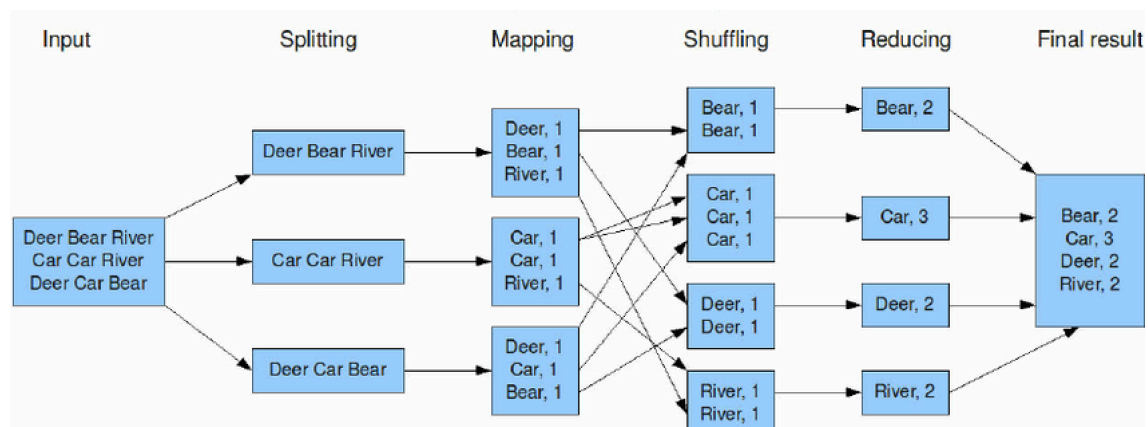 Input
Splitting
Mapping
Shuffling
Reducing
Final result
Deer Bear River
Car Car River
Deer Car Bear
Deer Bear River
Car Car River
Deer Car Bear
Deer, 1
Bear, 1
River, 1
Car, 1
Car, 1
River, 1
Deer, 1
Car, 1
Bear, 1
Bear, 1
Bear, 1
Car, 1
Car, 1
Car, 1
Deer, 1
Deer, 1
River, 1
River, 1
Bear, 2
Car, 3
Deer, 2
River, 2
Bear, 2
Car, 3
Deer, 2
River, 2